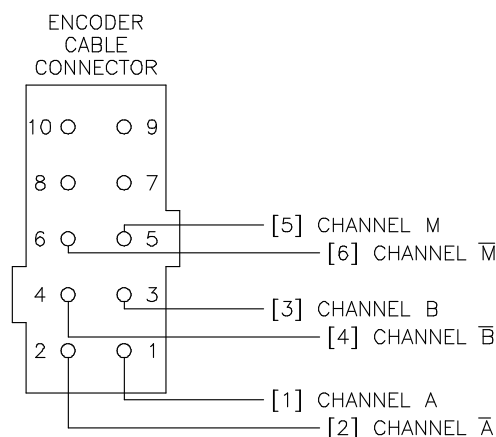 ENCODER
CABLE
CONNECTOR
10 9
8 7
6 5
[5] CHANNEL M
[6] CHANNEL M̅
4 3
[3] CHANNEL B
[4] CHANNEL B̅
2 1
[1] CHANNEL A
[2] CHANNEL A̅